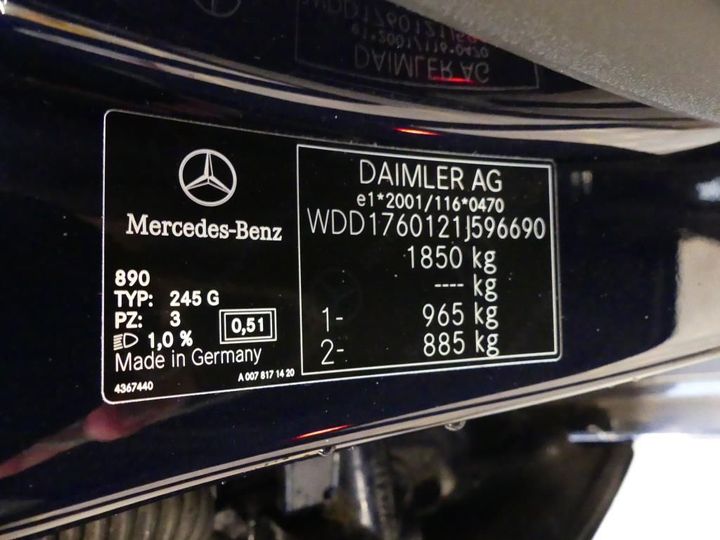 DAIMLER AG
e1*2001/116*0470
WDD1760121J596690
1850 kg
---- kg
1- 965 kg
2- 885 kg
Mercedes-Benz
890
TYP: 245 G
PZ: 3
0,51
1,0 %
Made in Germany
4367440
A 007 817 14 20